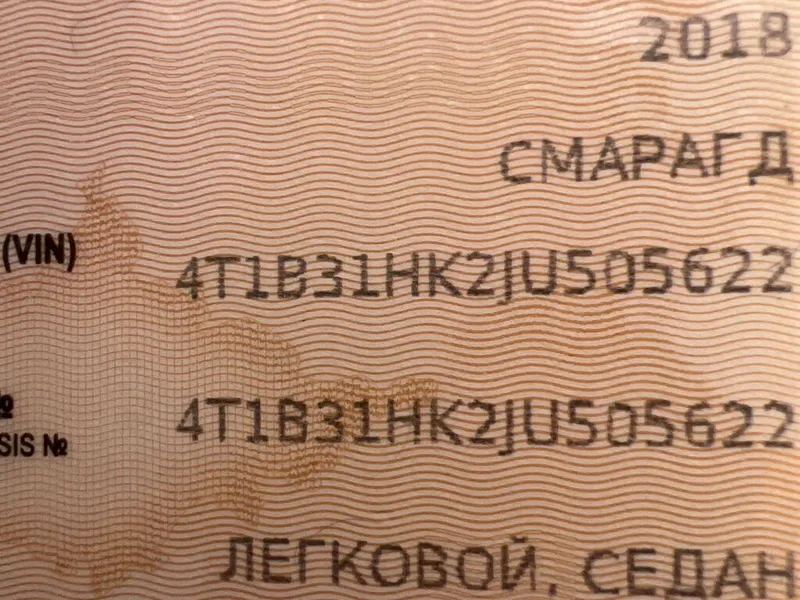 2018
СМАРАГД
(VIN) 4T1B31HK2JU505622
№
SIS № 4T1B31HK2JU505622
ЛЕГКОВОЙ, СЕДАН